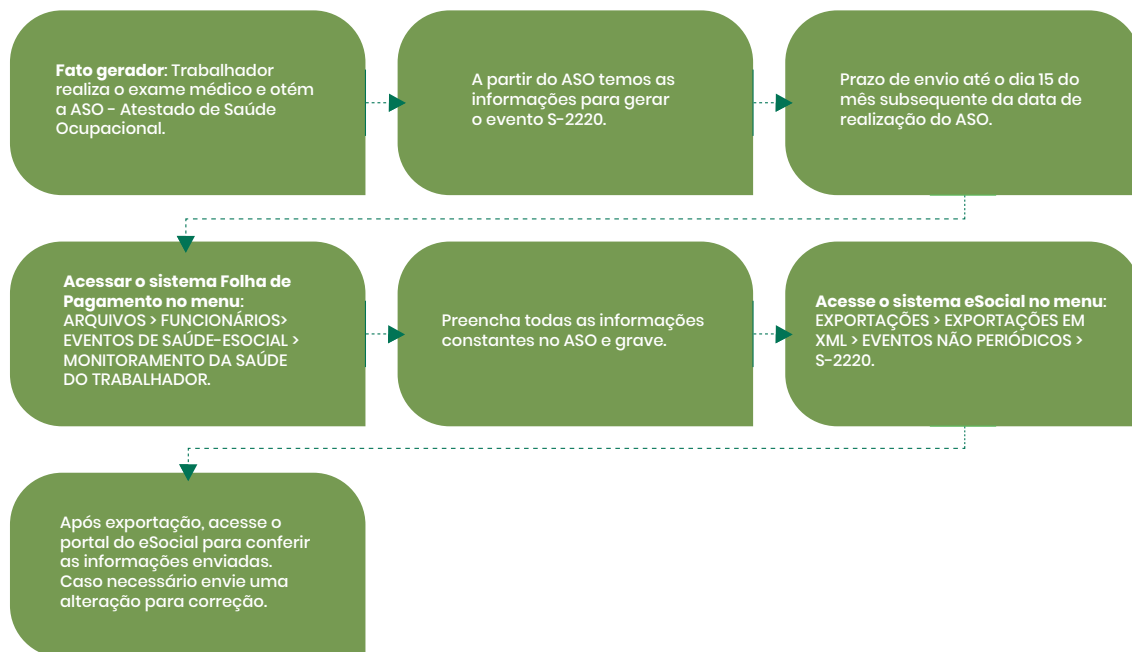 Fato gerador: Trabalhador
realiza o exame médico e otém
a ASO - Atestado de Saúde
Ocupacional.
A partir do ASO temos as
informações para gerar
o evento S-2220.
Prazo de envio até o dia 15 do
mês subsequente da data de
realização do ASO.
Acessar o sistema Folha de
Pagamento no menu:
ARQUIVOS > FUNCIONÁRIOS>
EVENTOS DE SAÚDE-ESOCIAL >
MONITORAMENTO DA SAÚDE
DO TRABALHADOR.
Preencha todas as informações
constantes no ASO e grave.
Acesse o sistema eSocial no menu:
EXPORTAÇÕES > EXPORTAÇÕES EM
XML > EVENTOS NÃO PERIÓDICOS >
S-2220.
Após exportação, acesse o
portal do eSocial para conferir
as informações enviadas.
Caso necessário envie uma
alteração para correção.